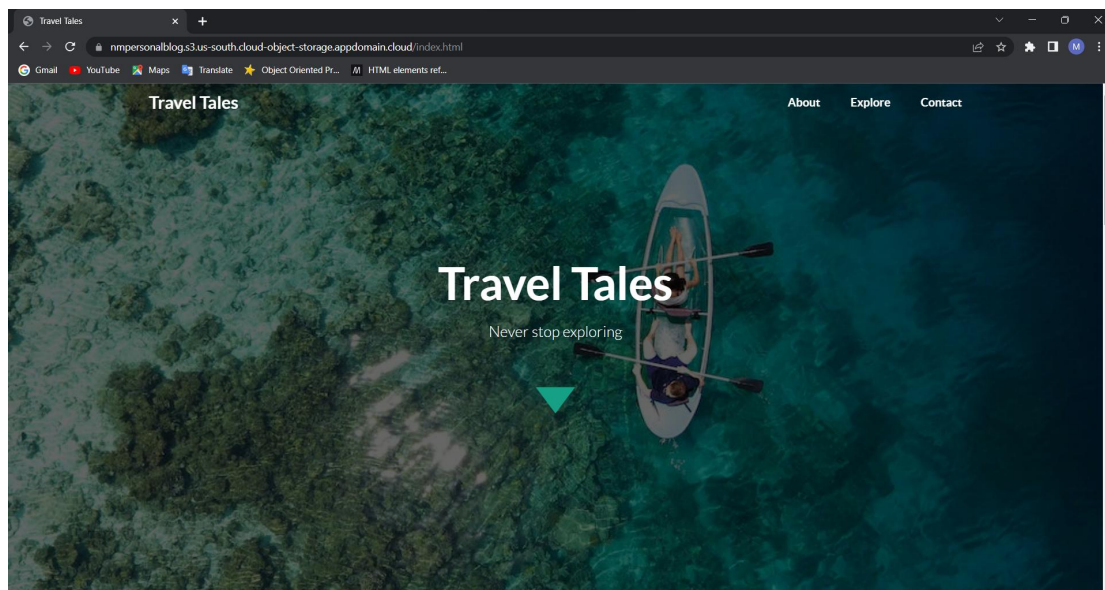 Travel Tales
nmpersonalblog.s3.us-south.cloud-object-storage.appdomain.cloud/index.html
M
Gmail YouTube Maps Translate Object Oriented Pr... HTML elements ref...
Travel Tales About Explore Contact
Travel Tales
Never stop exploring